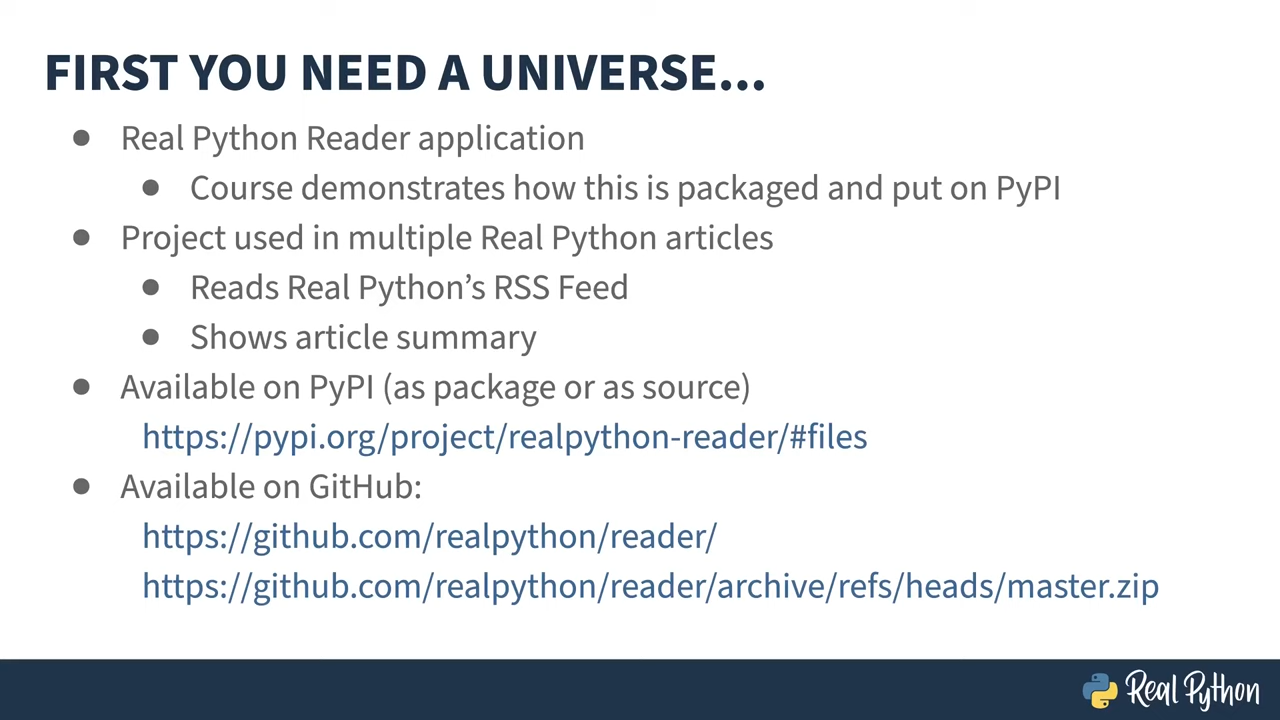 FIRST YOU NEED A UNIVERSE...
● Real Python Reader application
● Course demonstrates how this is packaged and put on PyPI
● Project used in multiple Real Python articles
● Reads Real Python’s RSS Feed
● Shows article summary
● Available on PyPI (as package or as source)
https://pypi.org/project/realpython-reader/#files
● Available on GitHub:
https://github.com/realpython/reader/
https://github.com/realpython/reader/archive/refs/heads/master.zip
Real Python